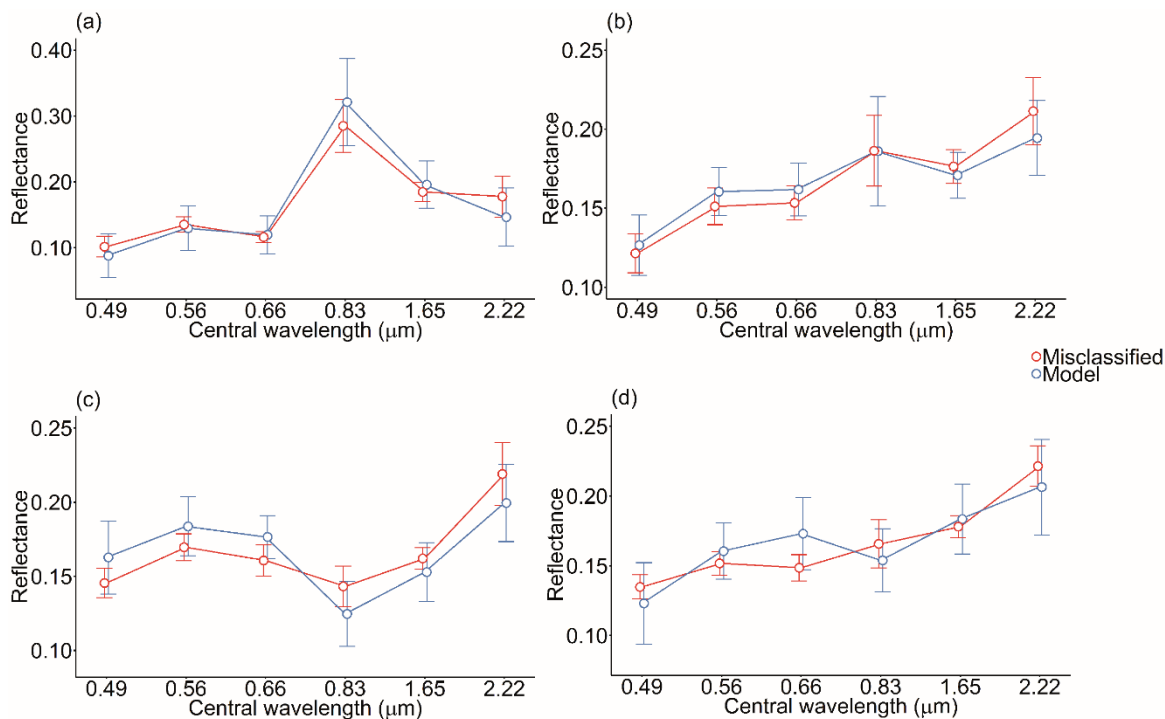 (a)
0.40
0.30
0.20
0.10
Reflectance
0.49 0.56 0.66 0.83 1.65 2.22
Central wavelength (μm)
(b)
0.25
0.20
0.15
0.10
Reflectance
0.49 0.56 0.66 0.83 1.65 2.22
Central wavelength (μm)
Misclassified
Model
(c)
0.25
0.20
0.15
0.10
Reflectance
0.49 0.56 0.66 0.83 1.65 2.22
Central wavelength (μm)
(d)
0.25
0.20
0.15
0.10
Reflectance
0.49 0.56 0.66 0.83 1.65 2.22
Central wavelength (μm)